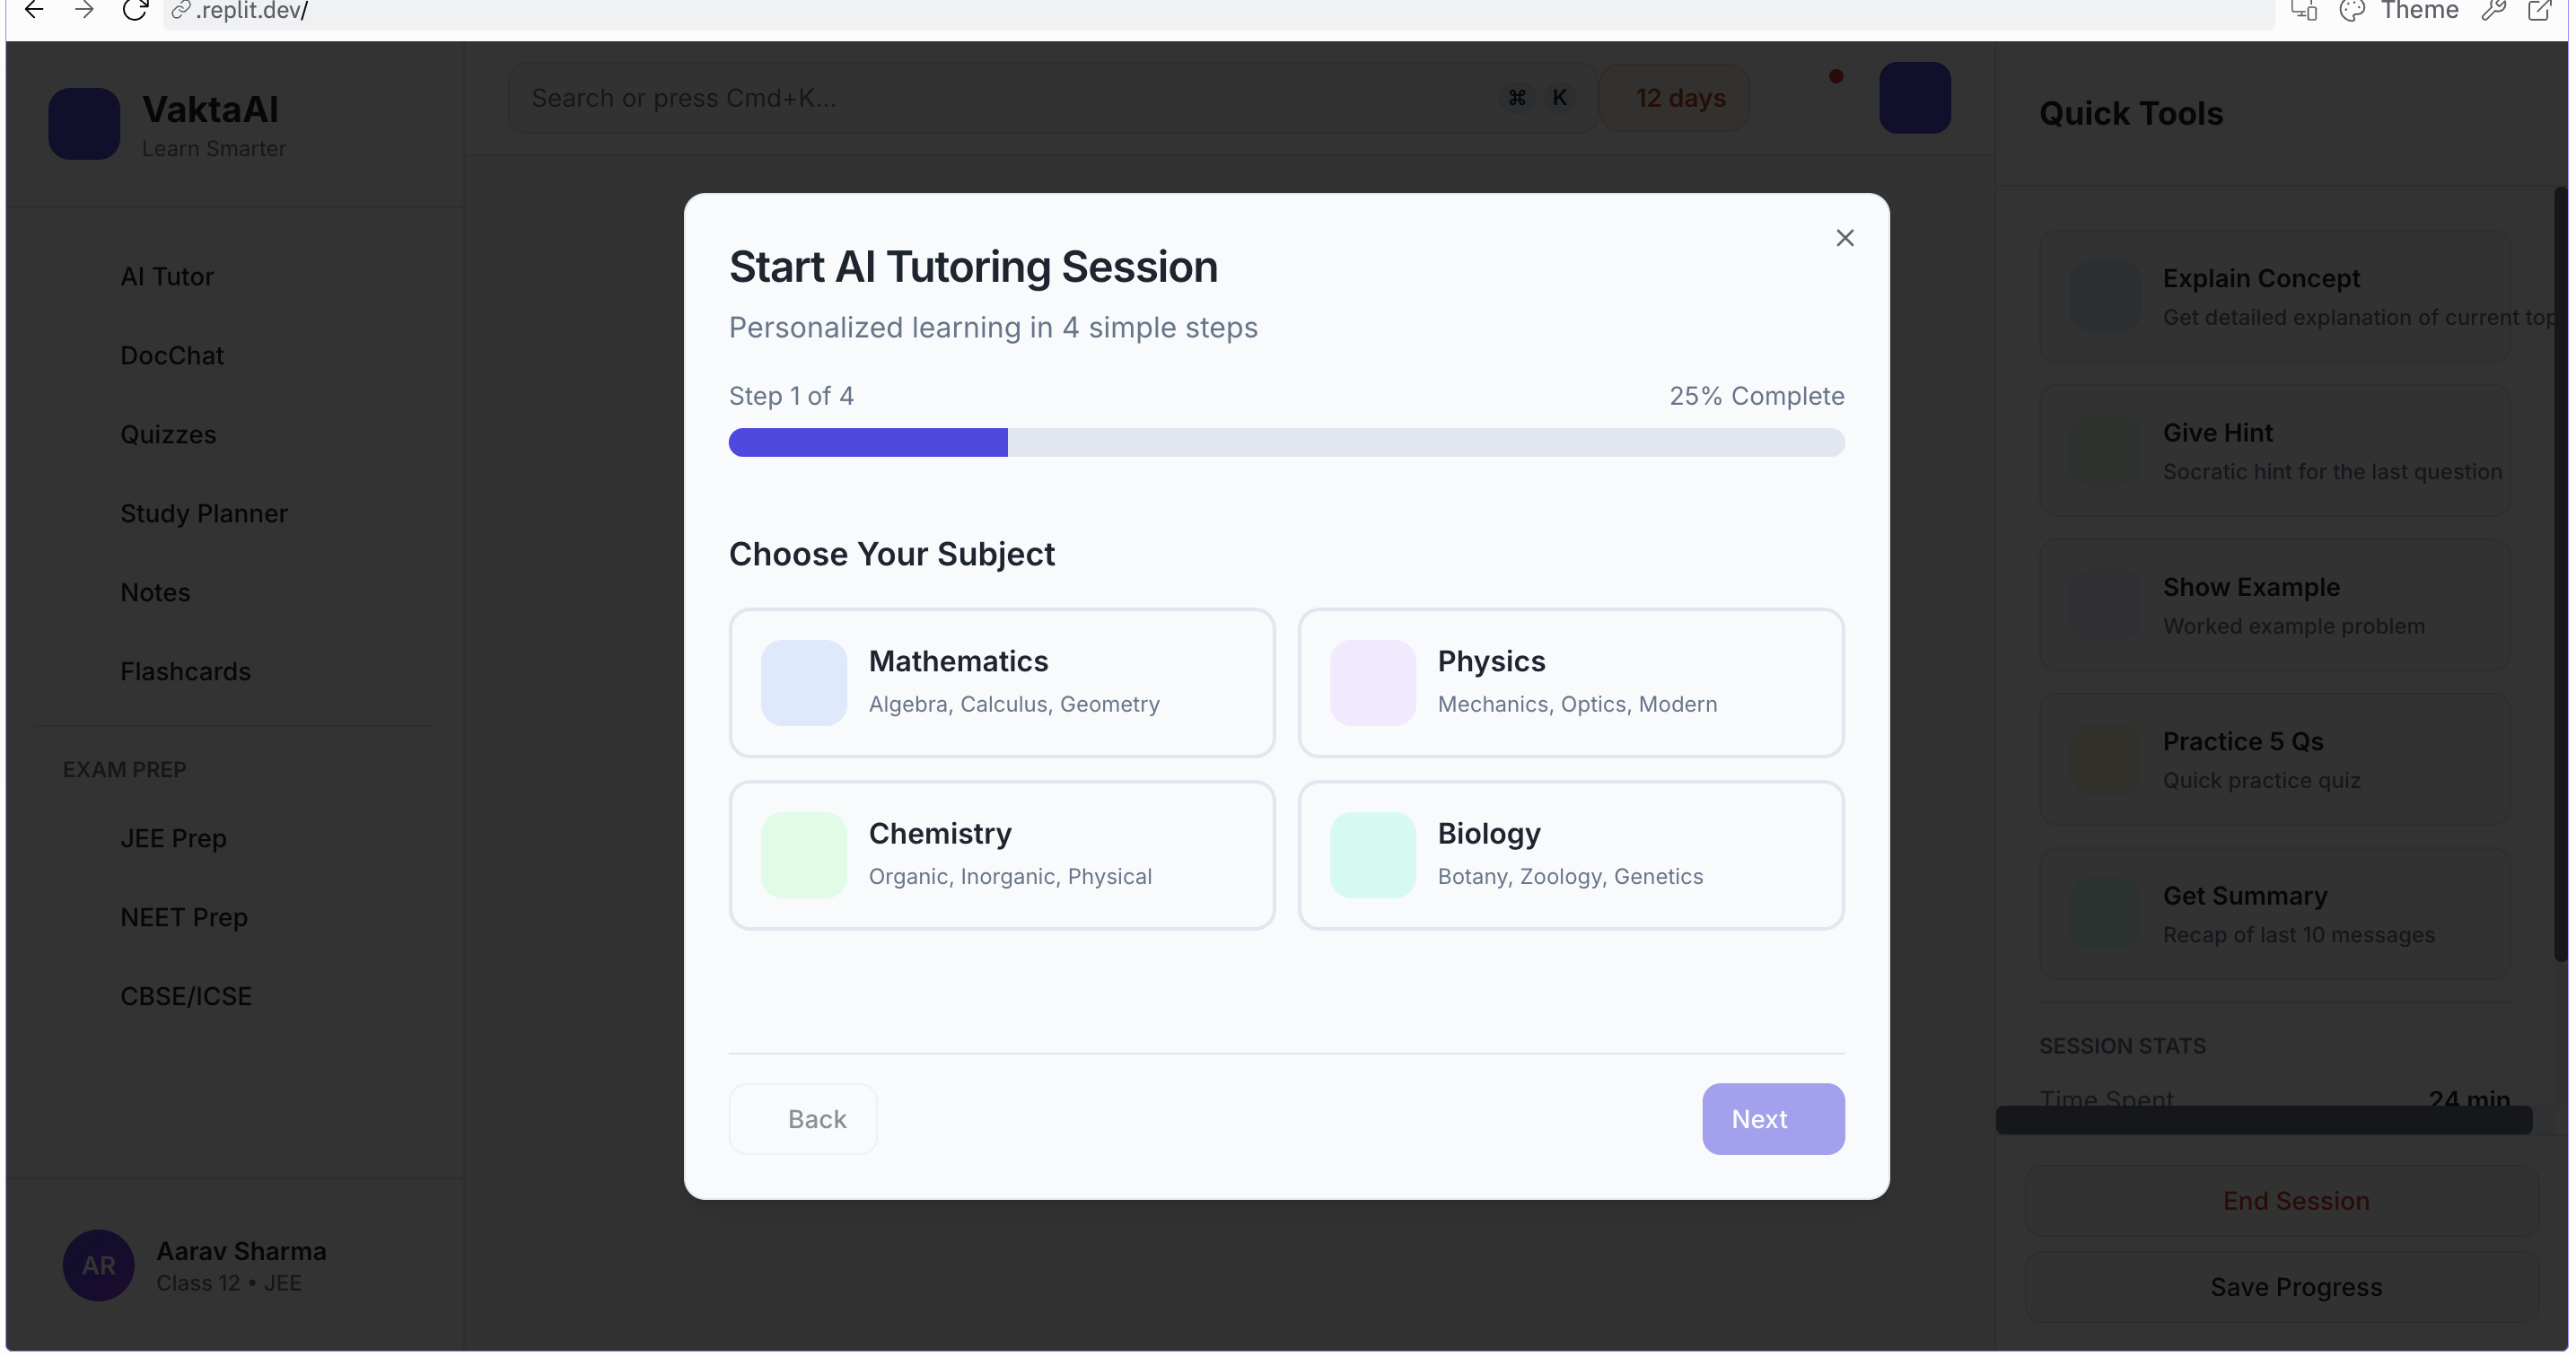 .replit.dev/
Theme
VaktaAI
Learn Smarter
Search or press Cmd+K...
⌘ K
12 days
Quick Tools
AI Tutor
DocChat
Quizzes
Study Planner
Notes
Flashcards
EXAM PREP
JEE Prep
NEET Prep
CBSE/ICSE
AR
Aarav Sharma
Class 12 • JEE
Start AI Tutoring Session
Personalized learning in 4 simple steps
Step 1 of 4
25% Complete
Choose Your Subject
Mathematics
Algebra, Calculus, Geometry
Physics
Mechanics, Optics, Modern
Chemistry
Organic, Inorganic, Physical
Biology
Botany, Zoology, Genetics
Back
Next
Explain Concept
Get detailed explanation of current top
Give Hint
Socratic hint for the last question
Show Example
Worked example problem
Practice 5 Qs
Quick practice quiz
Get Summary
Recap of last 10 messages
SESSION STATS
Time Spent
24 min
End Session
Save Progress